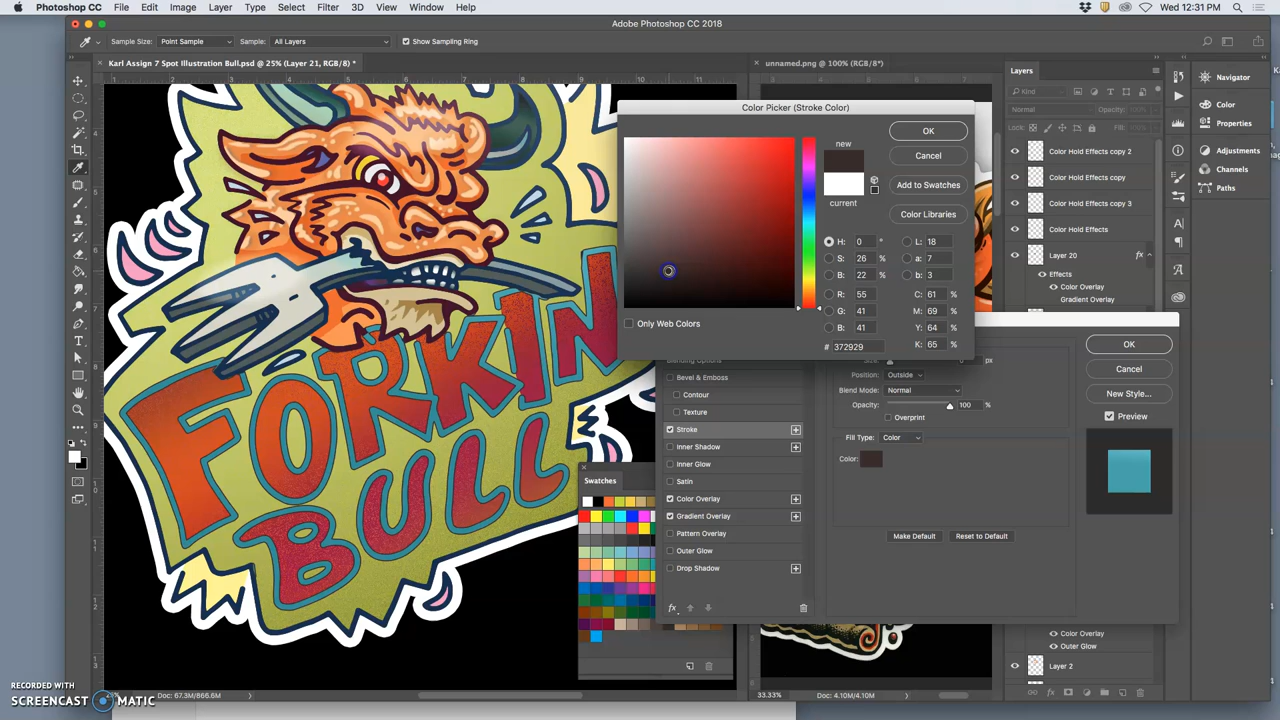 Photoshop CC File Edit Image Layer Type Select Filter 3D View Window Help Wed 12:31 PM
Adobe Photoshop CC 2018
Sample Size: Point Sample Sample: All Layers Show Sampling Ring
Karl Assign 7 Spot Illustration Bull.psd @ 25% (Layer 21, RGB/8) *
unnamed.png @ 100% (RGB/8*)
FORKIN
BULL
Color Picker (Stroke Color)
new
current
OK
Cancel
Add to Swatches
Color Libraries
H: 0 ° L: 18
S: 26 % a: 7
B: 22 % b: 3
R: 55 C: 61 %
G: 41 M: 69 %
B: 41 Y: 64 %
# 372929 K: 65 %
Only Web Colors
Bevel & Emboss
Contour
Texture
Stroke
Inner Shadow
Inner Glow
Satin
Color Overlay
Gradient Overlay
Pattern Overlay
Outer Glow
Drop Shadow
fx
px
Position: Outside
Blend Mode: Normal
Opacity: 100 %
Overprint
Fill Type: Color
Color:
Make Default Reset to Default
OK
Cancel
New Style...
Preview
Swatches
Layers
Kind
Normal
Lock:
Color Hold Effects copy 2
Color Hold Effects copy
Color Hold Effects copy 3
Color Hold Effects
Layer 20 fx
Effects
Color Overlay
Gradient Overlay
Color Overlay
Outer Glow
Layer 2
Navigator
Color
Properties
Adjustments
Channels
Paths
Doc: 67.3M/866.6M
33.33% Doc: 4.10M/4.10M
RECORDED WITH
SCREENCAST MATIC